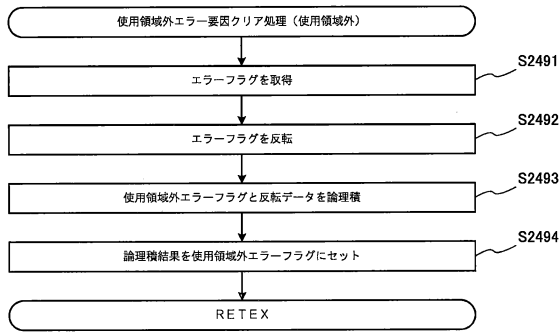 使用領域外エラー要因クリア処理（使用領域外）
S2491
エラーフラグを取得
S2492
エラーフラグを反転
S2493
使用領域外エラーフラグと反転データを論理積
S2494
論理積結果を使用領域外エラーフラグにセット
RETEX